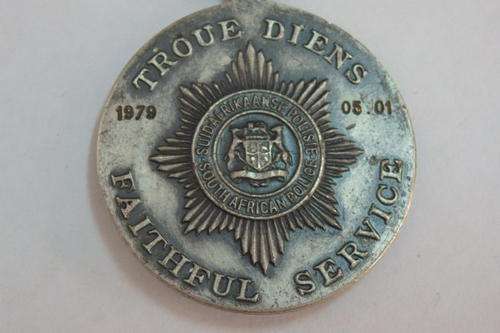 TROUE DIENS
1979 05.01
SUID-AFRIKAANSE POLISIE
SOUTH AFRICAN POLICE
FAITHFUL SERVICE